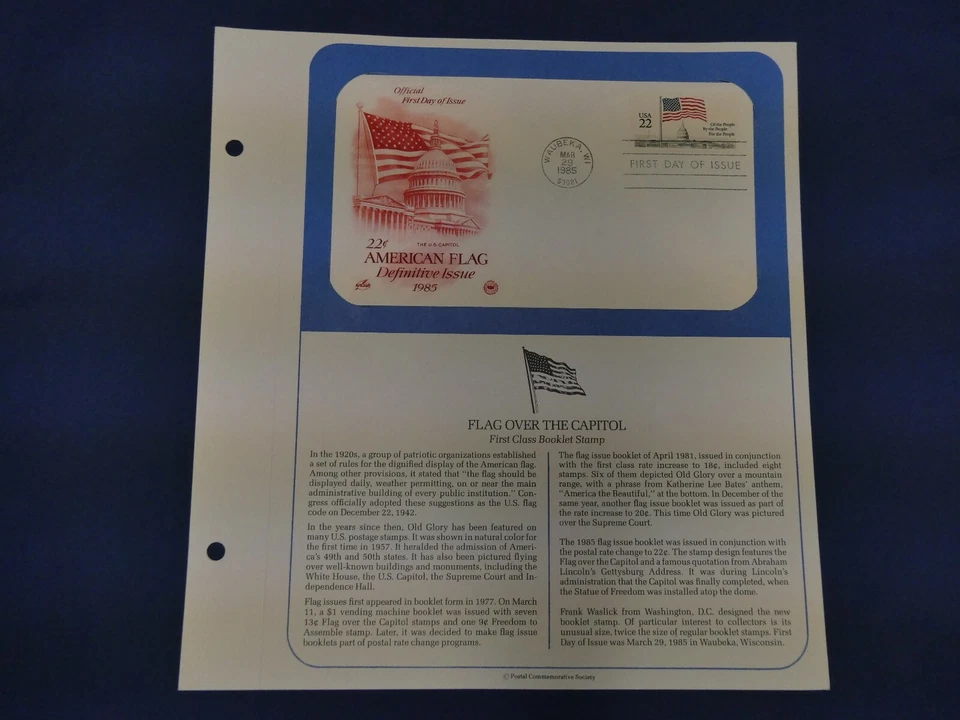 Official
First Day of Issue
USA
22
Of the People
By the People
For the People
WAUBEKA, WI
MAR
29
1985
53021
FIRST DAY OF ISSUE
THE U.S. CAPITOL
22¢
AMERICAN FLAG
Definitive Issue
1985
FLAG OVER THE CAPITOL
First Class Booklet Stamp
In the 1920s, a group of patriotic organizations established
a set of rules for the dignified display of the American flag.
Among other provisions, it stated that "the flag should be
displayed daily, weather permitting, on or near the main
administrative building of every public institution." Con-
gress officially adopted these suggestions as the U.S. flag
code on December 22, 1942.
In the years since then, Old Glory has been featured on
many U.S. postage stamps. It was shown in natural color for
the first time in 1957. It heralded the admission of Ameri-
ca's 49th and 50th states. It has also been pictured flying
over well-known buildings and monuments, including the
White House, the U.S. Capitol, the Supreme Court and In-
dependence Hall.
Flag issues first appeared in booklet form in 1977. On March
11, a $1 vending machine booklet was issued with seven
13¢ Flag over the Capitol stamps and one 9¢ Freedom to
Assemble stamp. Later, it was decided to make flag issue
booklets part of postal rate change programs.
The flag issue booklet of April 1981, issued in conjunction
with the first class rate increase to 18¢, included eight
stamps. Six of them depicted Old Glory over a mountain
range, with a phrase from Katherine Lee Bates' anthem,
"America the Beautiful," at the bottom. In December of the
same year, another flag issue booklet was issued as part of
the rate increase to 20¢. This time Old Glory was pictured
over the Supreme Court.
The 1985 flag issue booklet was issued in conjunction with
the postal rate change to 22¢. The stamp design features the
Flag over the Capitol and a famous quotation from Abraham
Lincoln's Gettysburg Address. It was during Lincoln's
administration that the Capitol was finally completed, when
the Statue of Freedom was installed atop the dome.
Frank Waslick from Washington, D.C. designed the new
booklet stamp. Of particular interest to collectors is its
unusual size, twice the size of regular booklet stamps. First
Day of Issue was March 29, 1985 in Waubeka, Wisconsin.
© Postal Commemorative Society